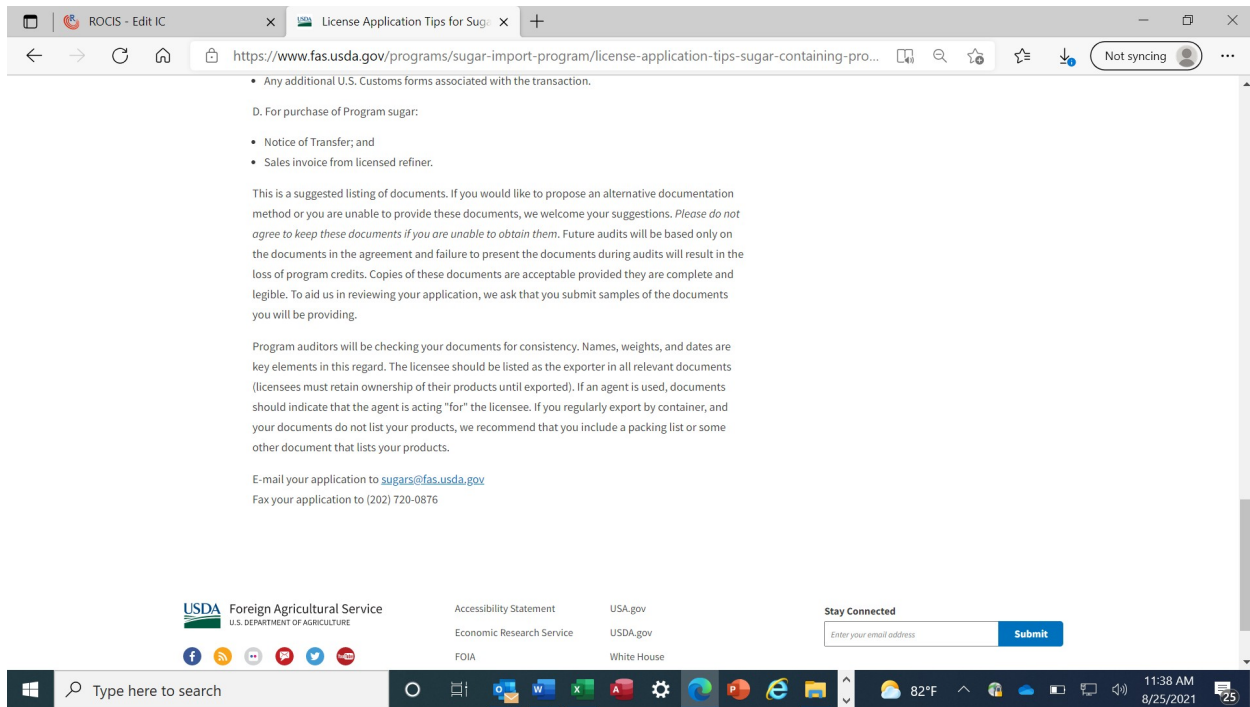 ROCIS - Edit IC
License Application Tips for Suga
https://www.fas.usda.gov/programs/sugar-import-program/license-application-tips-sugar-containing-pro...
Not syncing
• Any additional U.S. Customs forms associated with the transaction.
D. For purchase of Program sugar:
• Notice of Transfer; and
• Sales invoice from licensed refiner.
This is a suggested listing of documents. If you would like to propose an alternative documentation
method or you are unable to provide these documents, we welcome your suggestions. Please do not
agree to keep these documents if you are unable to obtain them. Future audits will be based only on
the documents in the agreement and failure to present the documents during audits will result in the
loss of program credits. Copies of these documents are acceptable provided they are complete and
legible. To aid us in reviewing your application, we ask that you submit samples of the documents
you will be providing.
Program auditors will be checking your documents for consistency. Names, weights, and dates are
key elements in this regard. The licensee should be listed as the exporter in all relevant documents
(licensees must retain ownership of their products until exported). If an agent is used, documents
should indicate that the agent is acting "for" the licensee. If you regularly export by container, and
your documents do not list your products, we recommend that you include a packing list or some
other document that lists your products.
E-mail your application to sugars@fas.usda.gov
Fax your application to (202) 720-0876
USDA Foreign Agricultural Service
U.S. DEPARTMENT OF AGRICULTURE
Accessibility Statement
Economic Research Service
FOIA
USA.gov
USDA.gov
White House
Stay Connected
Enter your email address
Submit
Type here to search
82°F
11:38 AM
8/25/2021
25